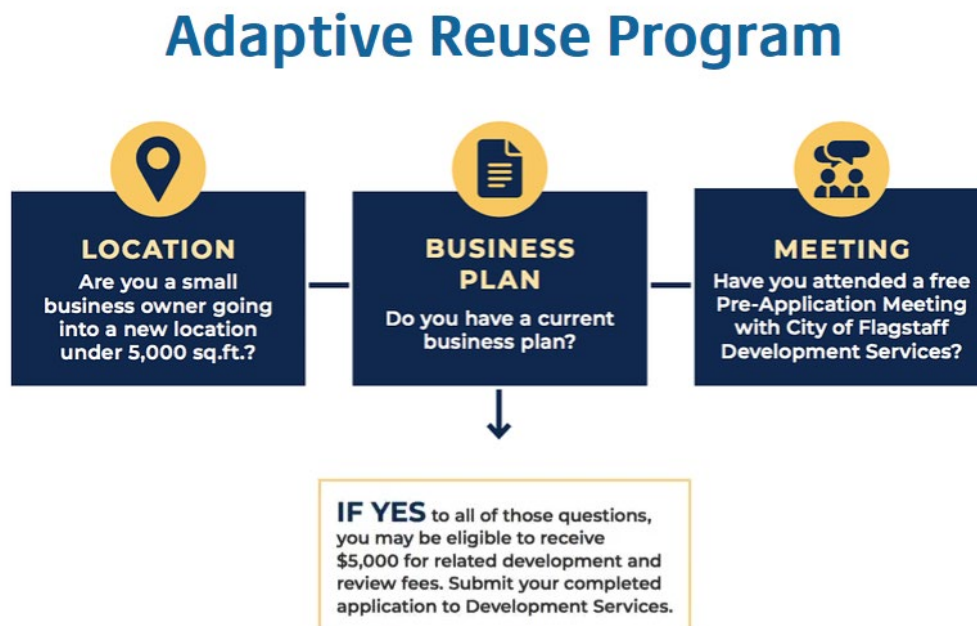 Adaptive Reuse Program
LOCATION
Are you a small
business owner going
into a new location
under 5,000 sq.ft.?
BUSINESS
PLAN
Do you have a current
business plan?
MEETING
Have you attended a free
Pre-Application Meeting
with City of Flagstaff
Development Services?
IF YES to all of those questions,
you may be eligible to receive
$5,000 for related development and
review fees. Submit your completed
application to Development Services.